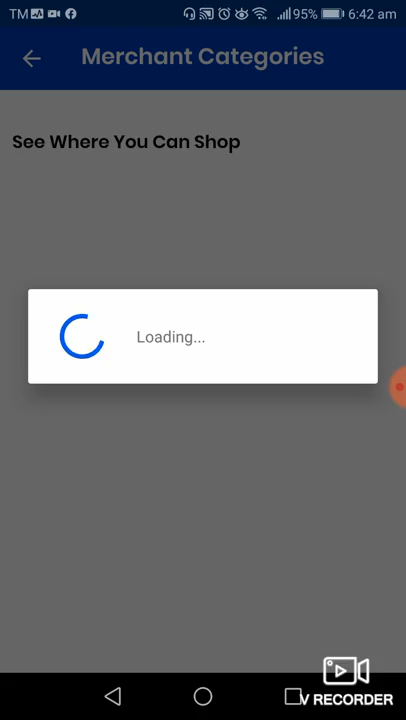 TM 95% 6:42 am
Merchant Categories
See Where You Can Shop
Loading...
V RECORDER